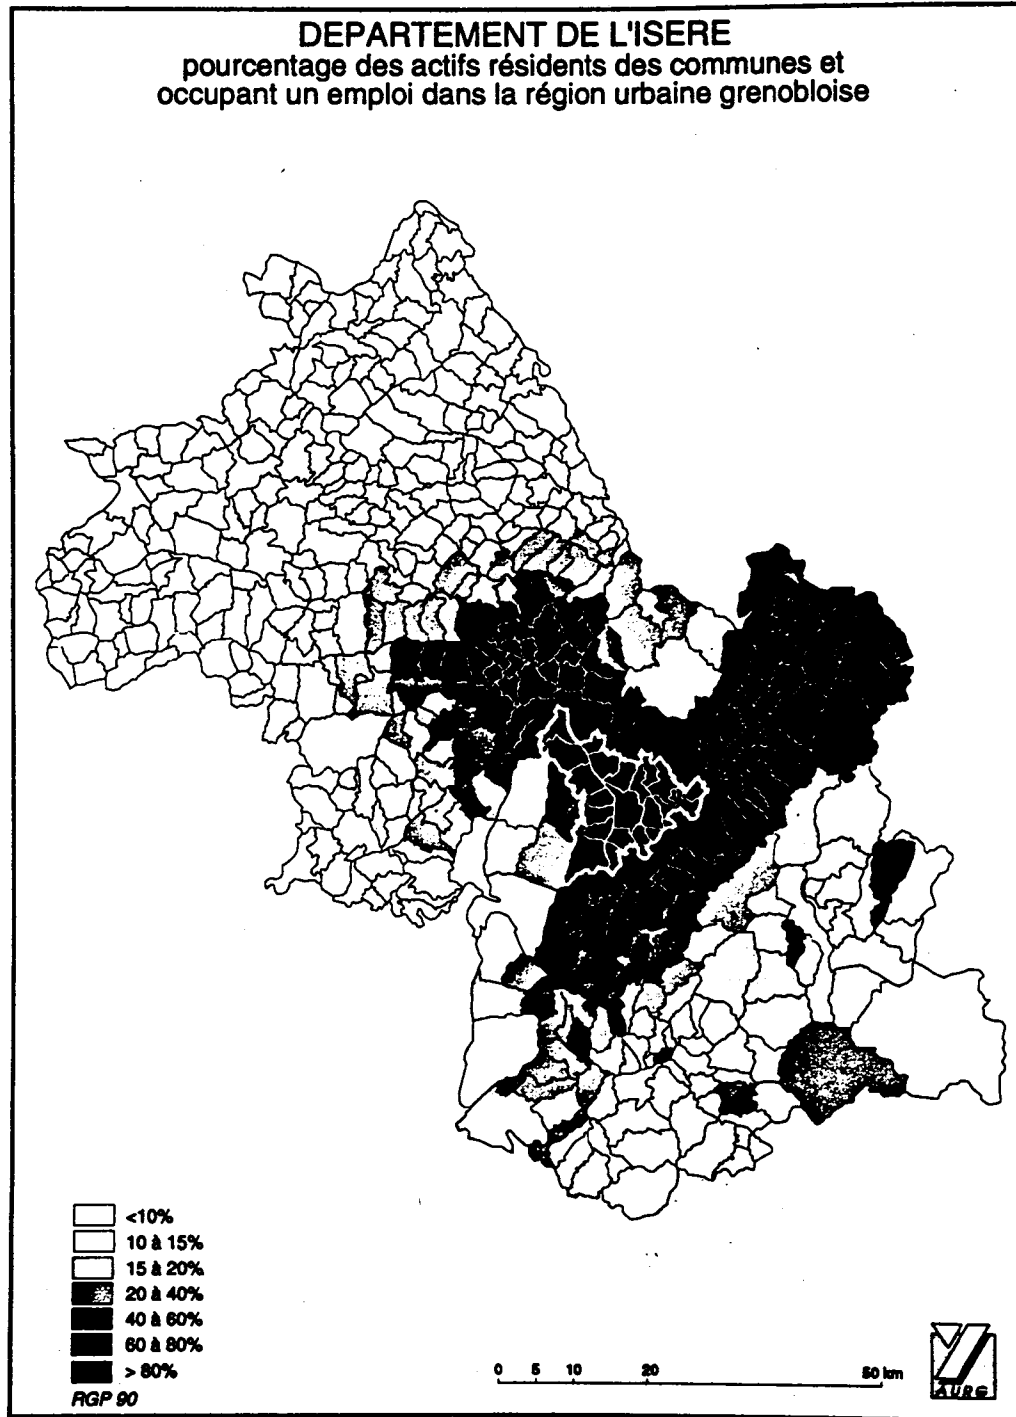 DEPARTEMENT DE L'ISERE
pourcentage des actifs résidents des communes et
occupant un emploi dans la région urbaine grenobloise
<10%
10 à 15%
15 à 20%
20 à 40%
40 à 60%
60 à 80%
> 80%
RGP 90
0 5 10 20 50 km
AURG